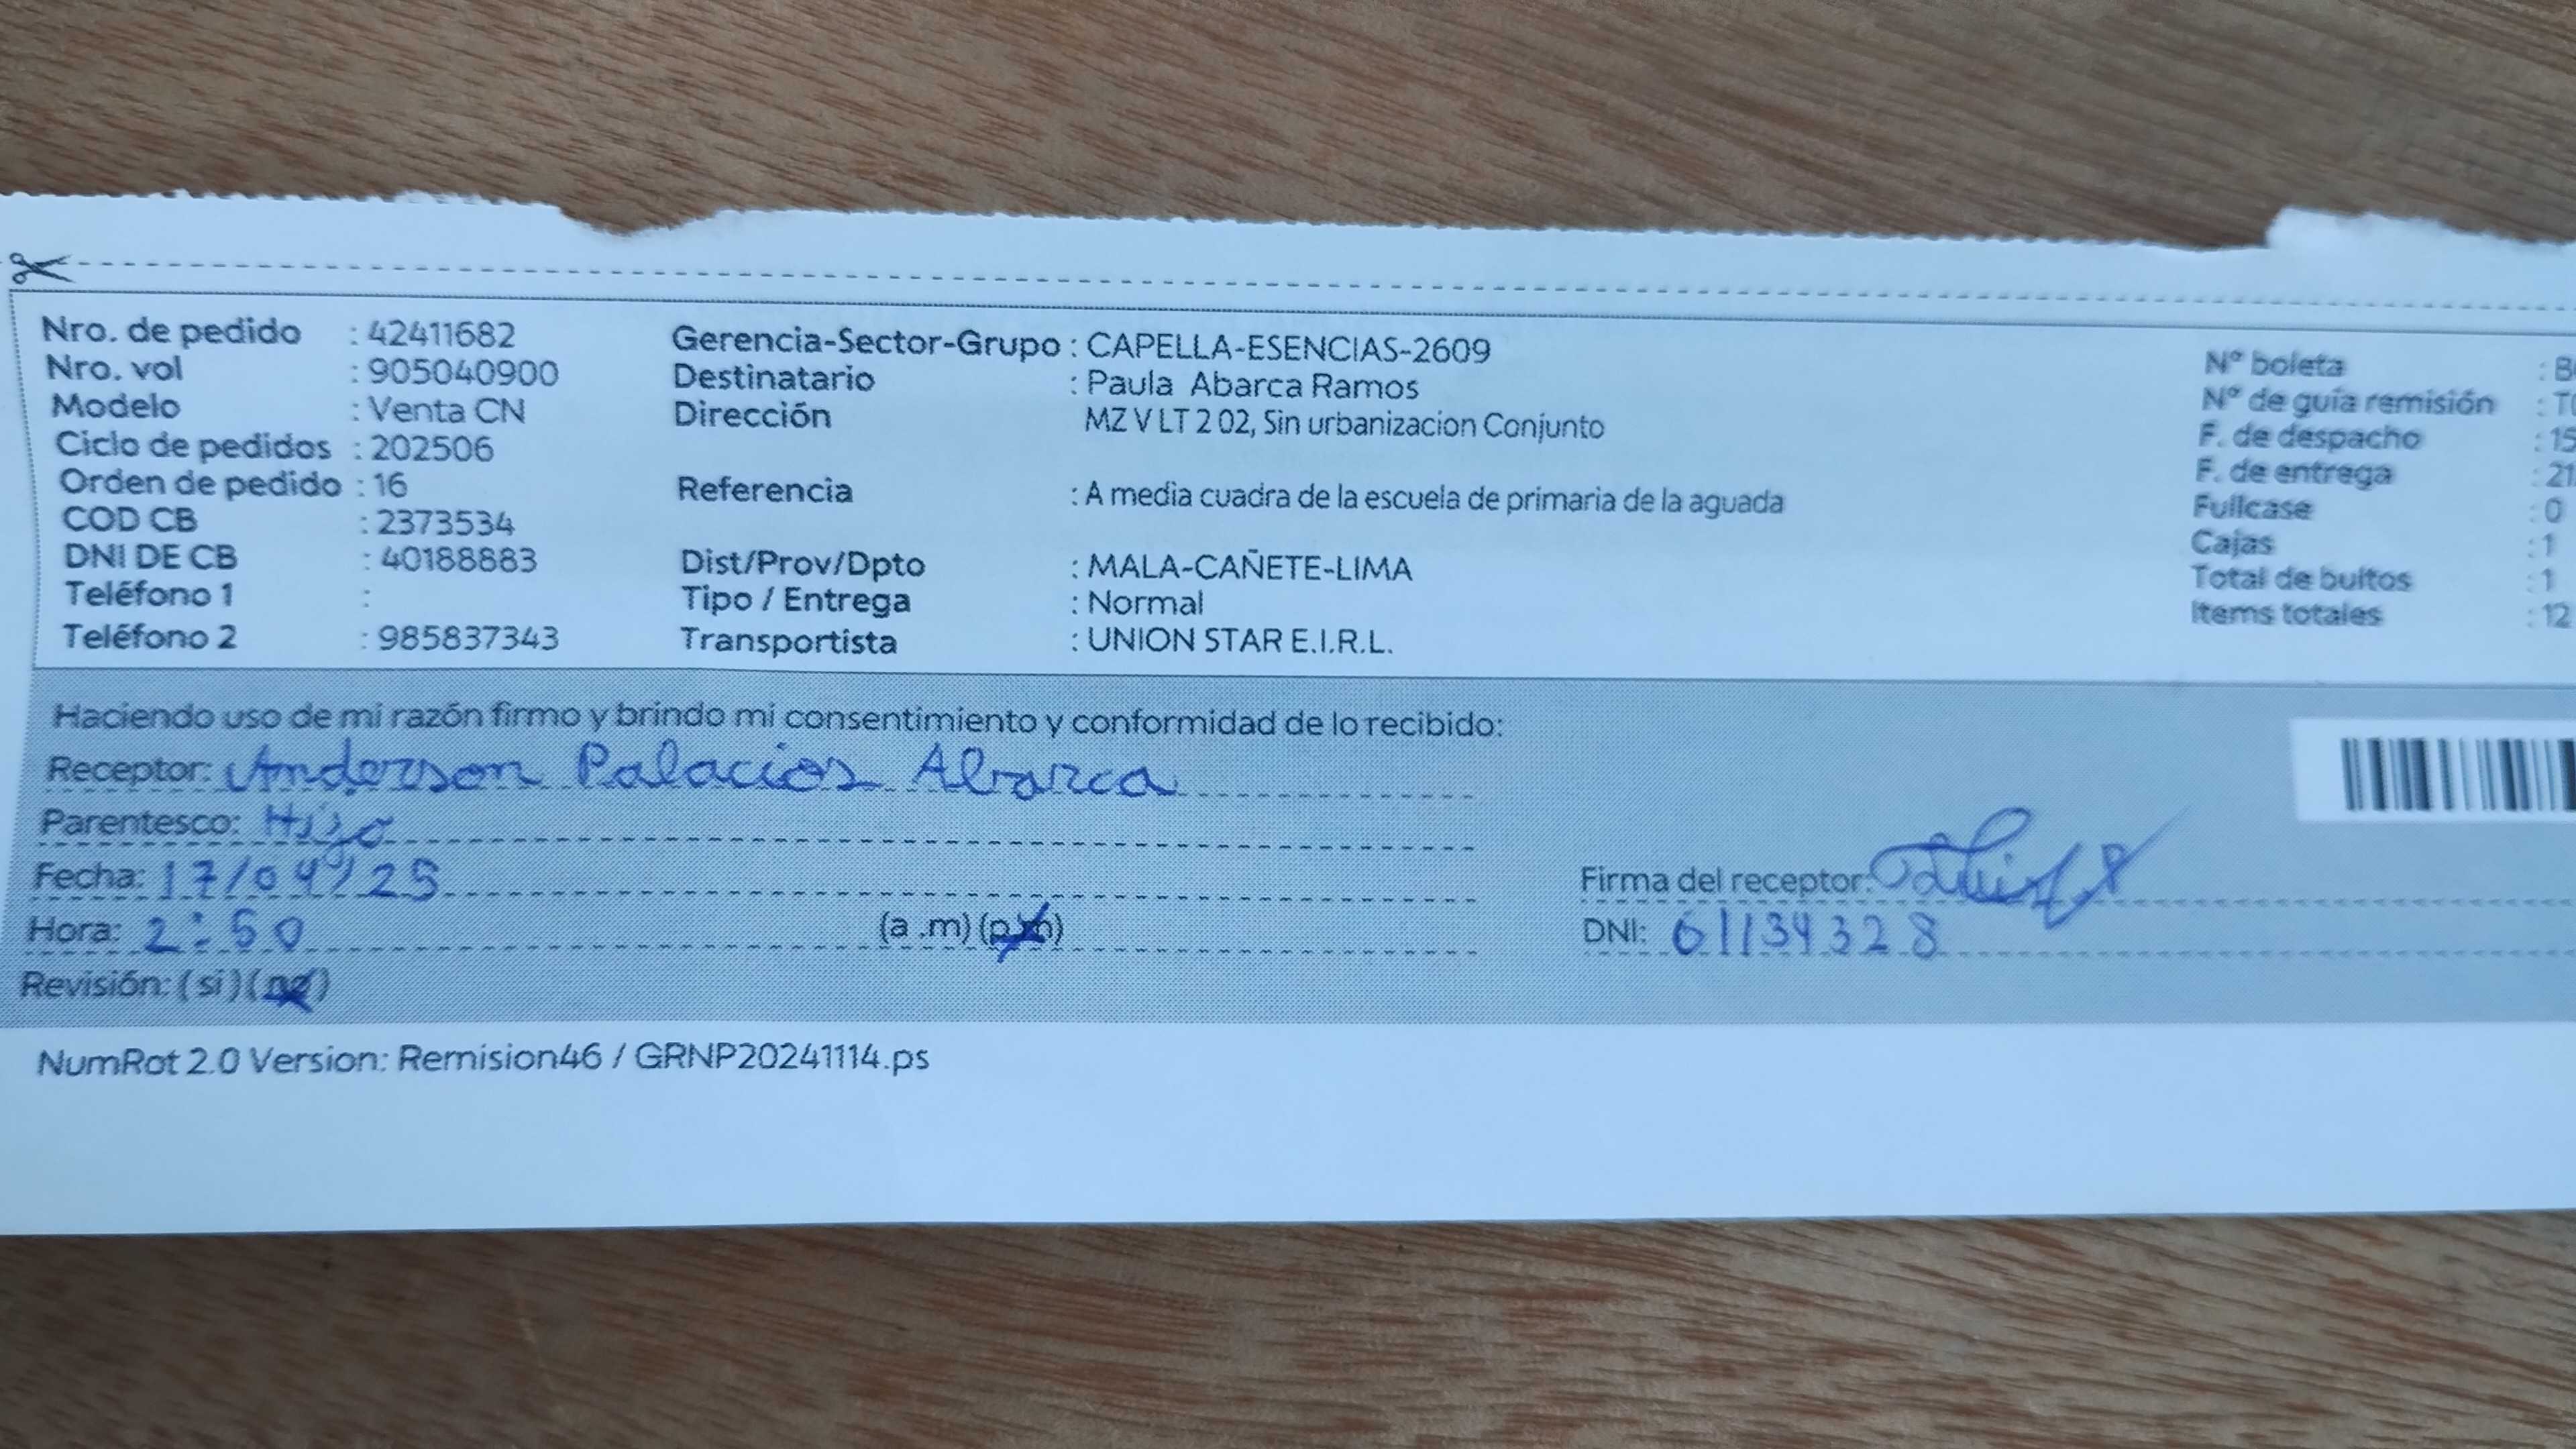 Nro. de pedido : 42411682
Nro. vol : 905040900
Modelo : Venta CN
Ciclo de pedidos : 202506
Orden de pedido : 16
COD CB : 2373534
DNI DE CB : 40188883
Teléfono 1 :
Teléfono 2 : 985837343
Gerencia-Sector-Grupo : CAPELLA-ESENCIAS-2609
Destinatario : Paula Abarca Ramos
Dirección MZ V LT 2 02, Sin urbanizacion Conjunto
Referencia : A media cuadra de la escuela de primaria de la aguada
Dist/Prov/Dpto : MALA-CAÑETE-LIMA
Tipo / Entrega : Normal
Transportista : UNION STAR E.I.R.L.
N° boleta : B
N° de guía remisión : T
F. de despacho : 15
F. de entrega : 21
Fullcase : 0
Cajas : 1
Total de bultos : 1
Items totales : 12
Haciendo uso de mi razón firmo y brindo mi consentimiento y conformidad de lo recibido:
Receptor: Anderson Palacios Abarca
Parentesco: Hijo
Fecha: 17/04/25
Hora: 2:50 (a .m) (p.m)
Revisión: ( si ) ( no )
Firma del receptor:
DNI: 61134328
NumRot 2.0 Version: Remision46 / GRNP20241114.ps